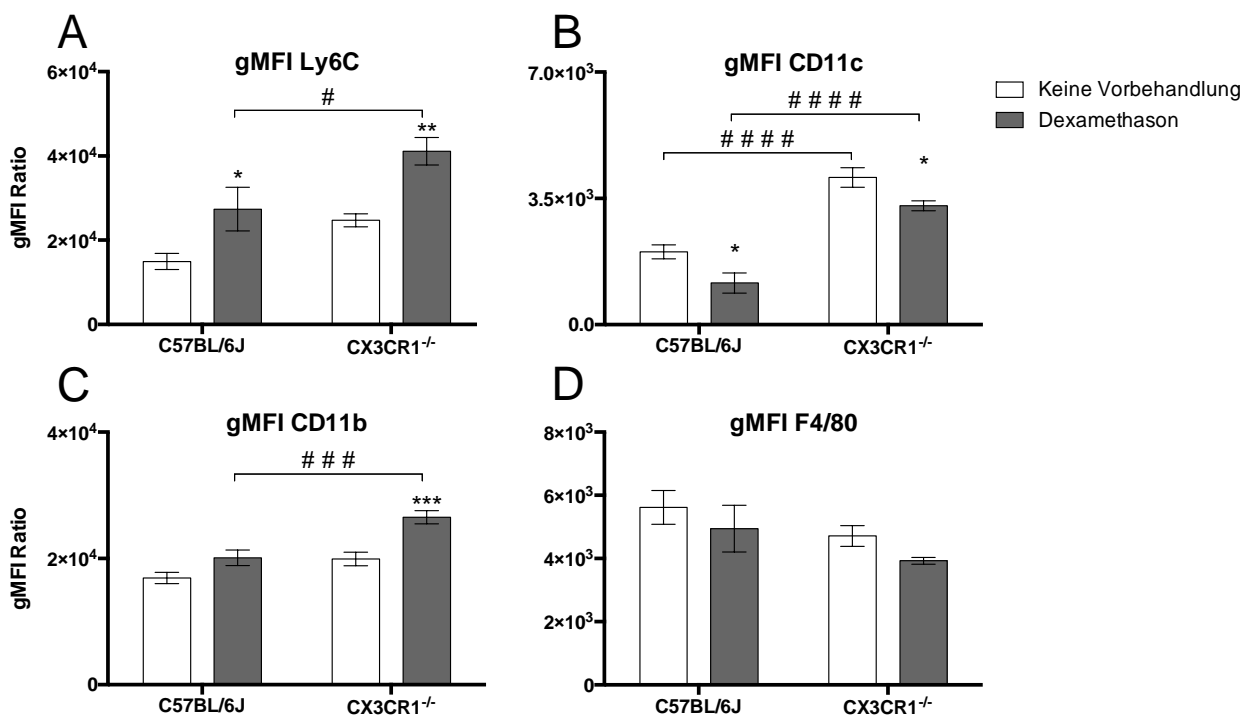 A
gMFI Ly6C
gMFI Ratio
6×10⁴
4×10⁴
2×10⁴
0
#
*
**
C57BL/6J
CX3CR1⁻/⁻
B
gMFI CD11c
7.0×10³
3.5×10³
0.0
# # # #
# # # #
*
*
C57BL/6J
CX3CR1⁻/⁻
Keine Vorbehandlung
Dexamethason
C
gMFI CD11b
gMFI Ratio
4×10⁴
2×10⁴
0
# # #
***
C57BL/6J
CX3CR1⁻/⁻
D
gMFI F4/80
8×10³
6×10³
4×10³
2×10³
0
C57BL/6J
CX3CR1⁻/⁻